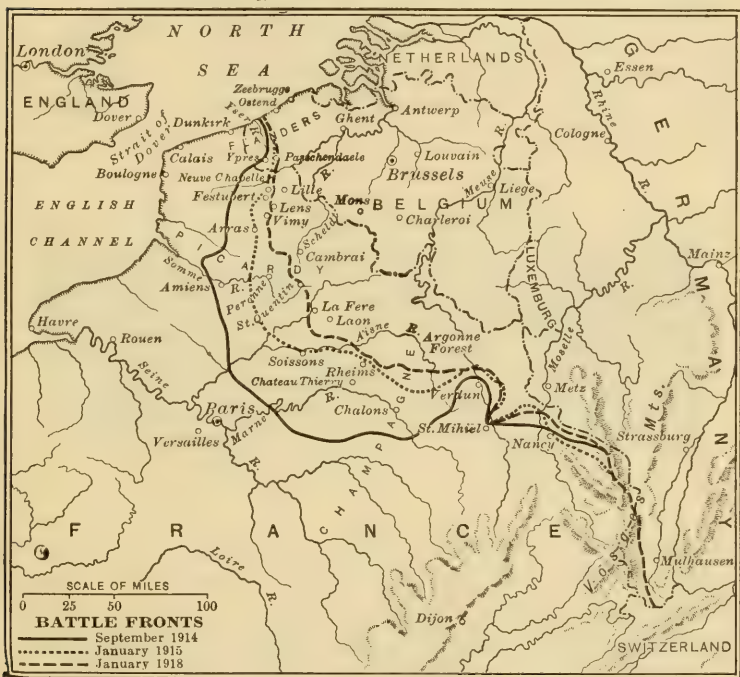 NORTH
SEA
London
ENGLAND
Dover
Strait of
Dover
Dunkirk
Calais
Boulogne
ENGLISH
CHANNEL
Zeebrugge
Ostend
Yser R.
FLANDERS
Ypres
Passchendaele
Neuve Chapelle
Festubert
Lille
Lens
Vimy
Arras
PICARDY
Somme
R.
Amiens
Peronne
St. Quentin
Cambrai
Scheldt
R.
Ghent
Antwerp
NETHERLANDS
Brussels
Louvain
Mons
BELGIUM
Charleroi
Meuse
R.
Liege
LUXEMBURG
GERMANY
Essen
Rhine
R.
Cologne
Mainz
R.
Moselle
Metz
La Fere
Laon
Aisne
R.
Argonne
Forest
Soissons
Rheims
Chateau Thierry
R.
Verdun
Chalons
St. Mihiel
Nancy
Strassburg
Vosges
Mts.
Mulhausen
Havre
Rouen
Seine
Paris
Versailles
Marne
R.
CHAMPAGNE
CHAMP
FRANCE
Loire
R.
Dijon
SWITZERLAND
SCALE OF MILES
0 25 50 100
BATTLE FRONTS
September 1914
January 1915
January 1918